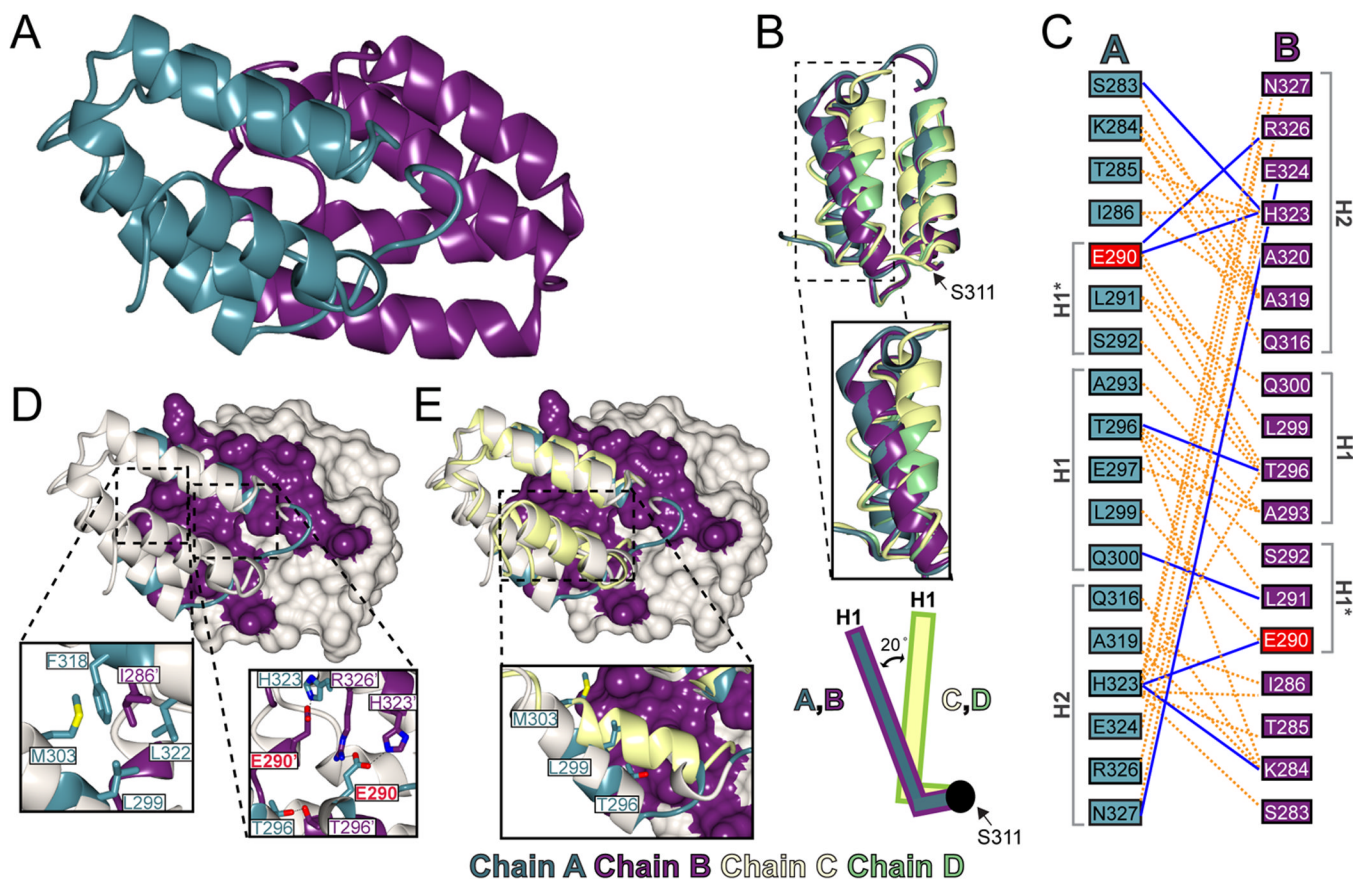 A
B
S311
H1
H1
20°
A,B
C,D
S311
C
A
B
S283
K284
T285
I286
E290
L291
S292
A293
T296
E297
L299
Q300
Q316
A319
H323
E324
R326
N327
H1*
H1
H2
N327
R326
E324
H323
A320
A319
Q316
Q300
L299
T296
A293
S292
L291
E290
I286
T285
K284
S283
H2
H1
H1*
D
F318
I286'
M303
L322
L299
H323
R326'
H323'
E290'
E290
T296
T296'
E
M303
L299
T296
Chain A Chain B Chain C Chain D